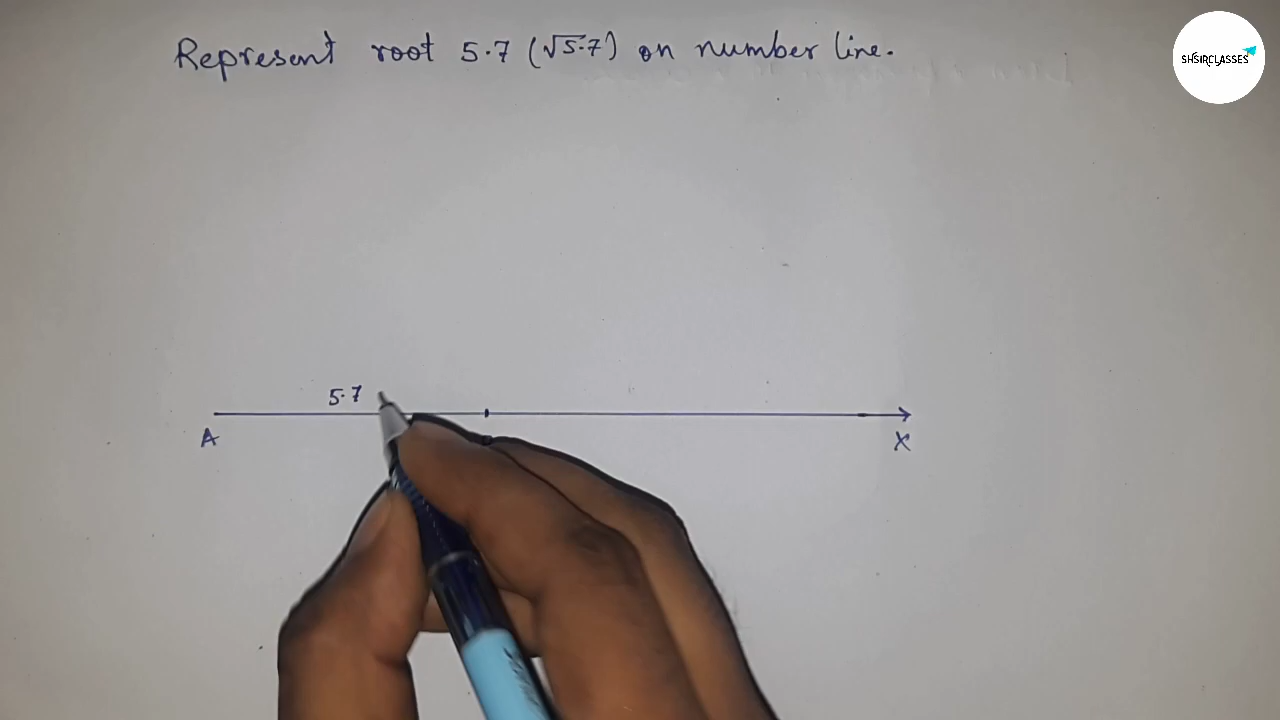 Represent root 5.7 (√5.7) on number line.
SHSIRCLASSES
5.7
A
X